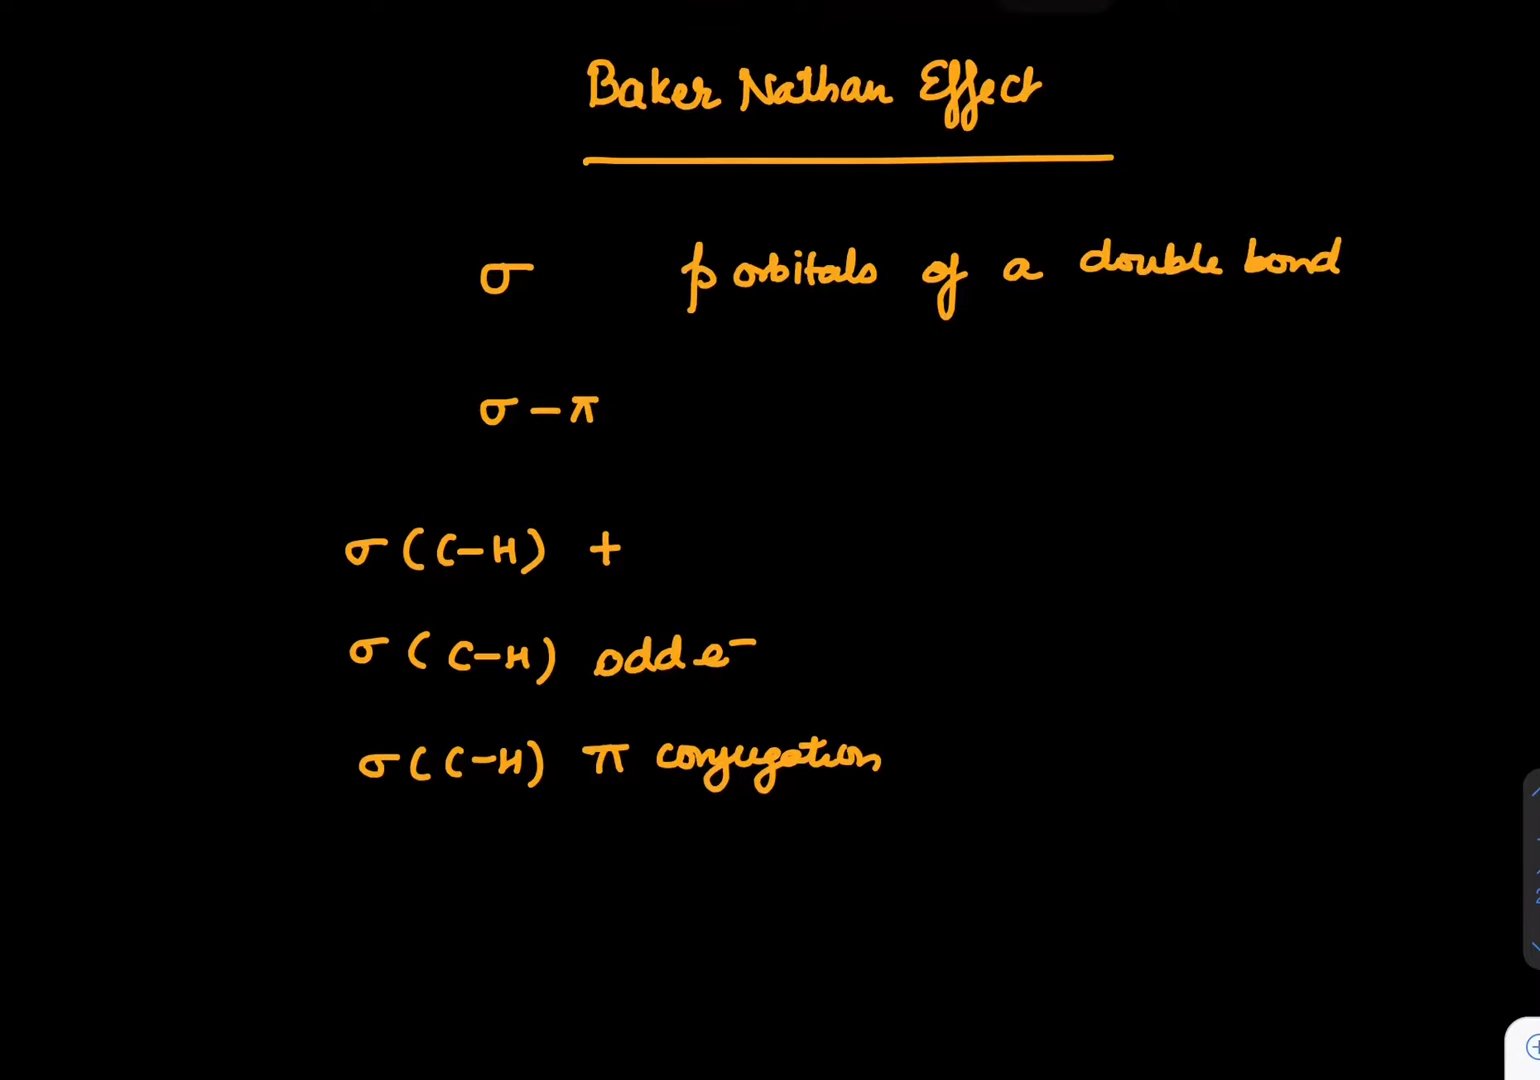 Baker Nathan Effect
σ p orbitals of a double bond
σ - π
σ (C-H) +
σ (C-H) odd e⁻
σ (C-H) π conjugation